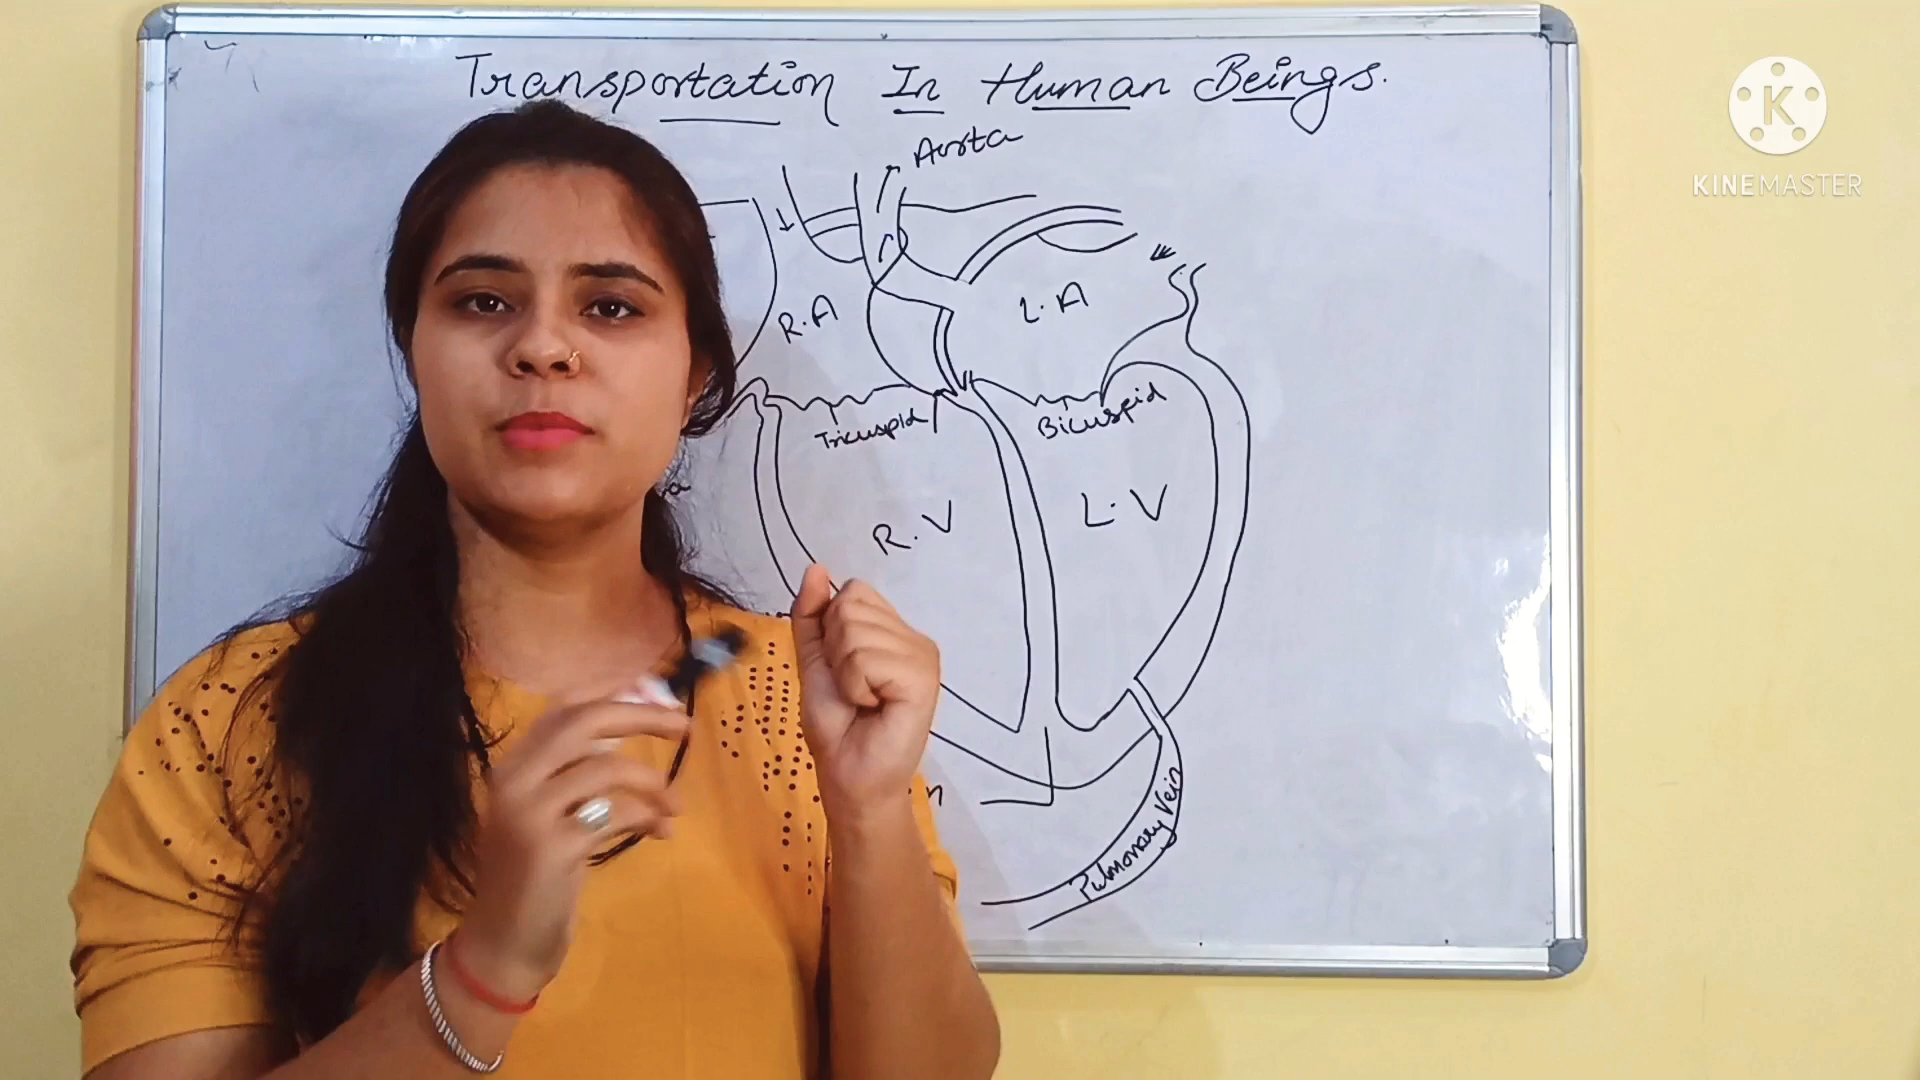 Transportation In Human Beings.
Aorta
KINEMASTER
R.A
L.A
Tricuspid
Bicuspid
R.V
L.V
Pulmonary Vein